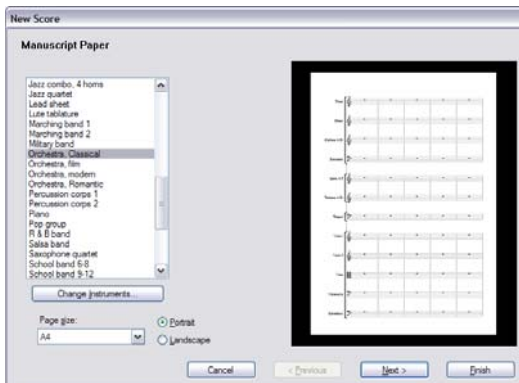 New Score
Manuscript Paper
Jazz combo, 4 horns
Jazz quartet
Lead sheet
Lute tablature
Marching band 1
Marching band 2
Military band
Orchestra, Classical
Orchestra, film
Orchestra, modern
Orchestra, Romantic
Percussion corps 1
Percussion corps 2
Piano
Pop group
R & B band
Salsa band
Saxophone quartet
School band 6-8
School band 9-12
Change Instruments...
Page size:
A4
Portrait
Landscape
Cancel
< Previous
Next >
Finish